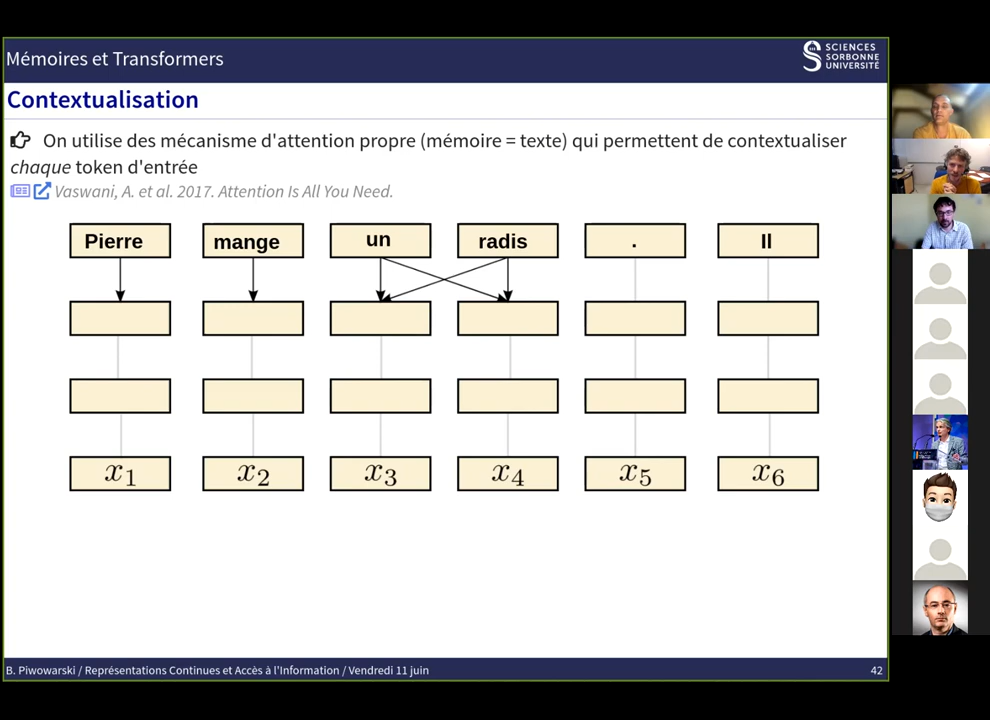 Mémoires et Transformers
SCIENCES
SORBONNE
UNIVERSITÉ
Contextualisation
On utilise des mécanisme d'attention propre (mémoire = texte) qui permettent de contextualiser
chaque token d'entrée
Vaswani, A. et al. 2017. Attention Is All You Need.
Pierre mange un radis . Il
x1 x2 x3 x4 x5 x6
B. Piwowarski / Représentations Continues et Accès à l'Information / Vendredi 11 juin 42